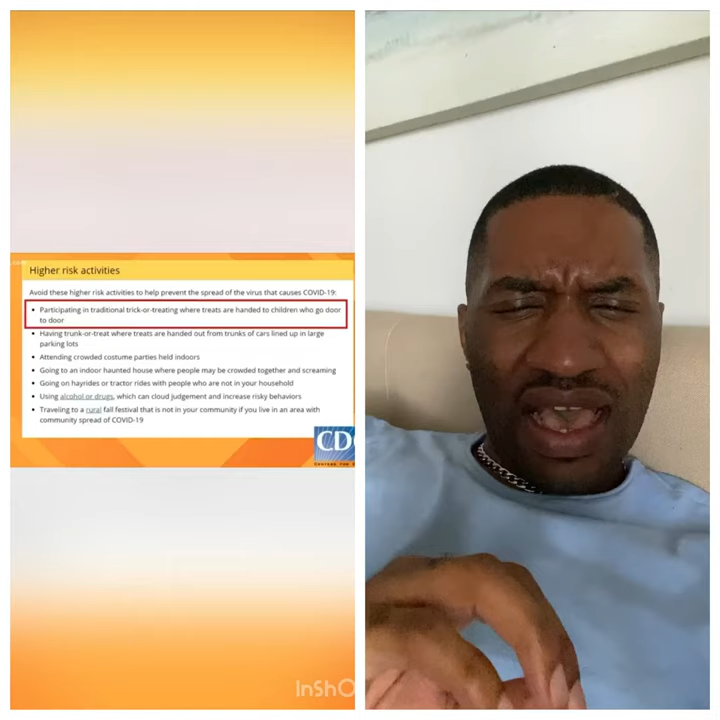 Higher risk activities
Avoid these higher risk activities to help prevent the spread of the virus that causes COVID-19:
• Participating in traditional trick-or-treating where treats are handed to children who go door
to door
• Having trunk-or-treat where treats are handed out from trunks of cars lined up in large
parking lots
• Attending crowded costume parties held indoors
• Going to an indoor haunted house where people may be crowded together and screaming
• Going on hayrides or tractor rides with people who are not in your household
• Using alcohol or drugs, which can cloud judgement and increase risky behaviors
• Traveling to a rural fall festival that is not in your community if you live in an area with
community spread of COVID-19
CD
CENTERS FOR
InShO